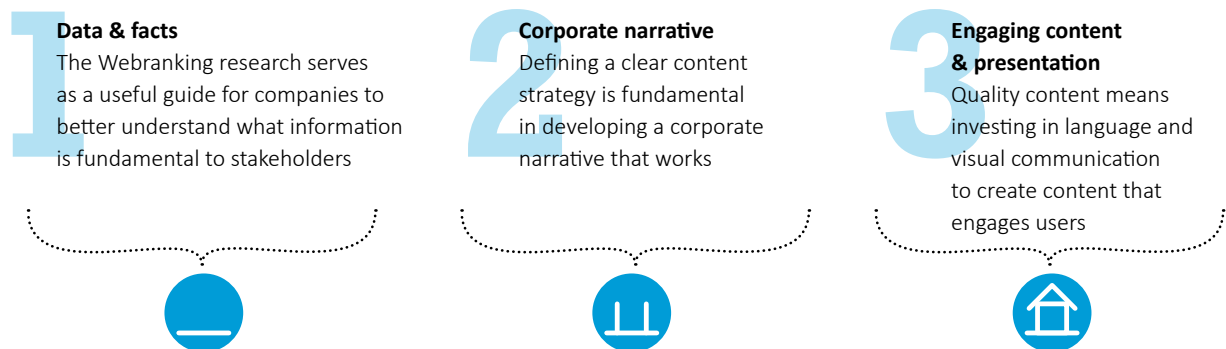 1
Data & facts
The Webranking research serves
as a useful guide for companies to
better understand what information
is fundamental to stakeholders
2
Corporate narrative
Defining a clear content
strategy is fundamental
in developing a corporate
narrative that works
3
Engaging content
& presentation
Quality content means
investing in language and
visual communication
to create content that
engages users